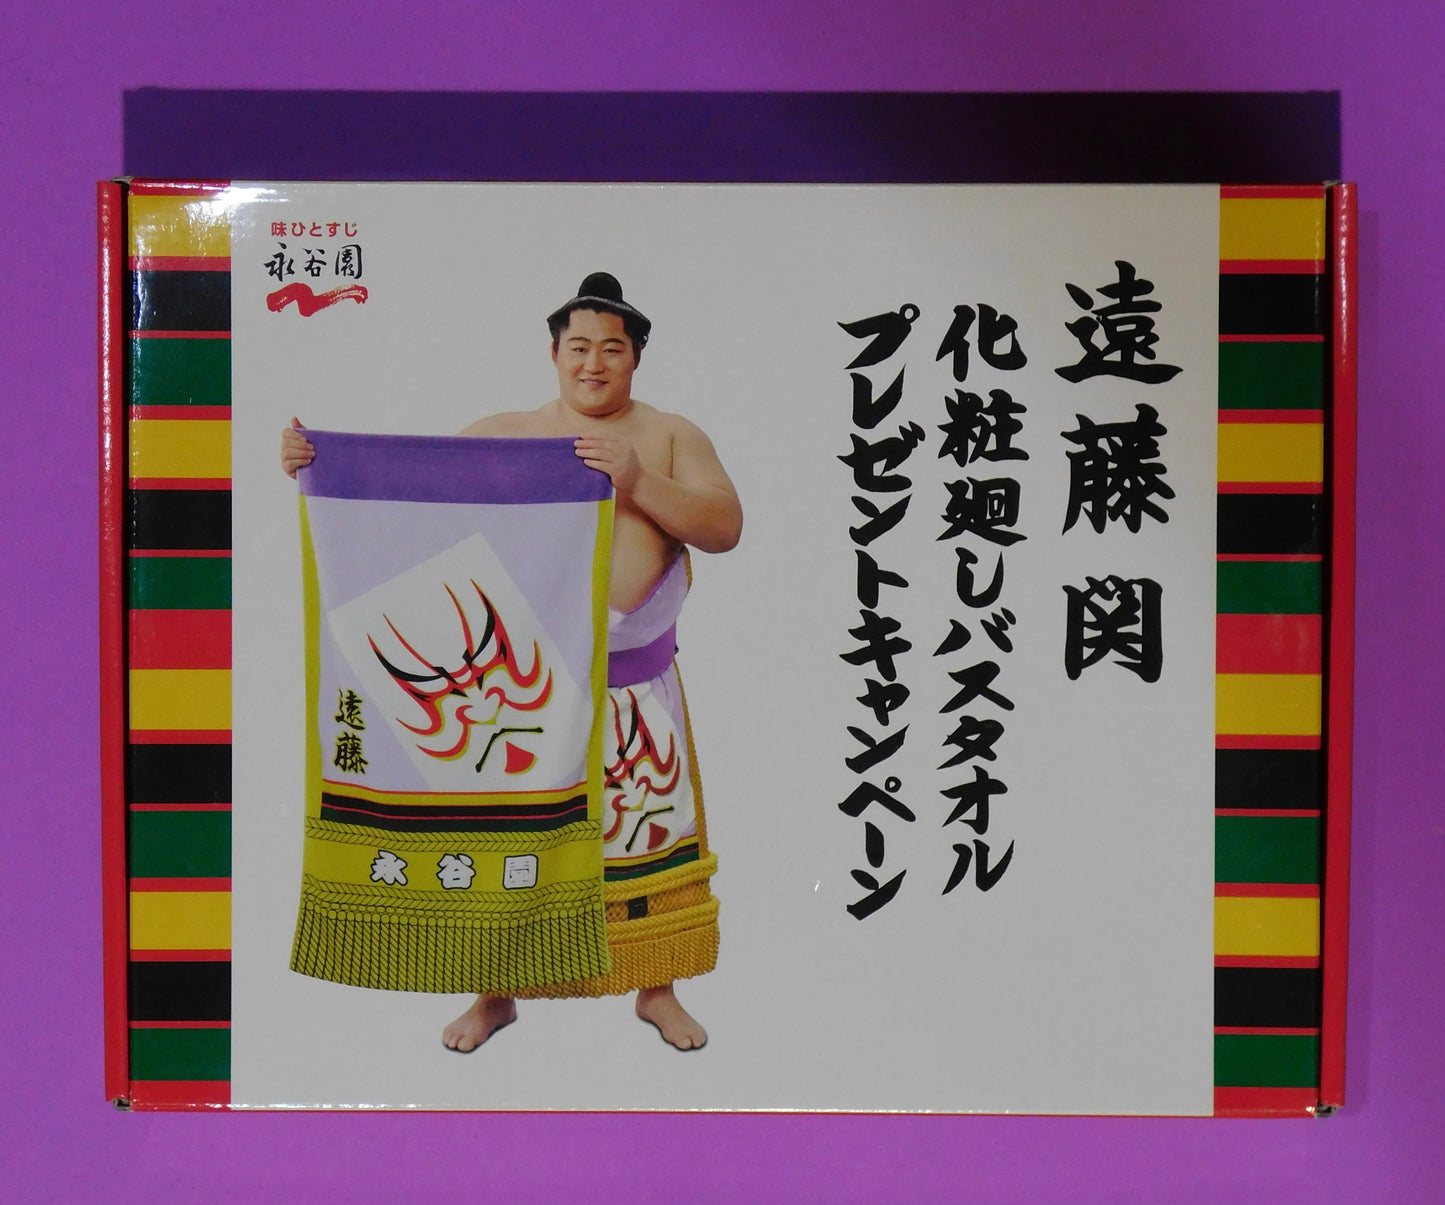 味ひとすじ
永谷園
遠藤関
化粧廻しバスタオル
プレゼントキャンペーン
遠藤
永谷園